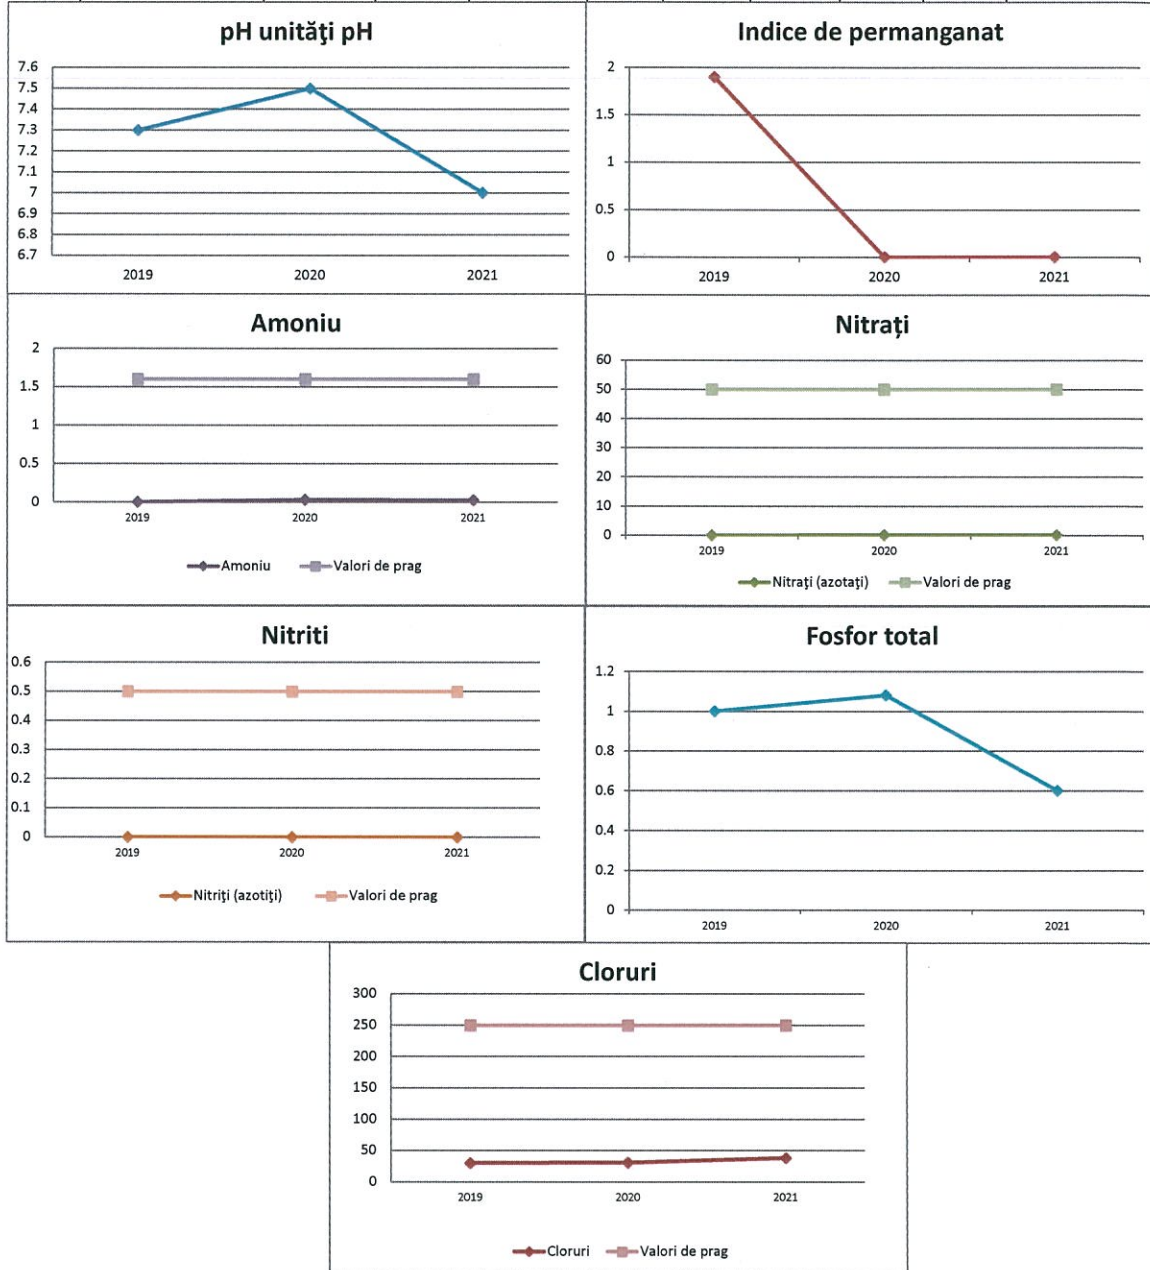 pH unităţi pH
7.6
7.5
7.4
7.3
7.2
7.1
7
6.9
6.8
6.7
2019 2020 2021
Indice de permanganat
2
1.5
1
0.5
0
2019 2020 2021
Amoniu
2
1.5
1
0.5
0
2019 2020 2021
Amoniu Valori de prag
Nitraţi
60
50
40
30
20
10
0
2019 2020 2021
Nitraţi (azotaţi) Valori de prag
Nitriti
0.6
0.5
0.4
0.3
0.2
0.1
0
2019 2020 2021
Nitriţi (azotiţi) Valori de prag
Fosfor total
1.2
1
0.8
0.6
0.4
0.2
0
2019 2020 2021
Cloruri
300
250
200
150
100
50
0
2019 2020 2021
Cloruri Valori de prag